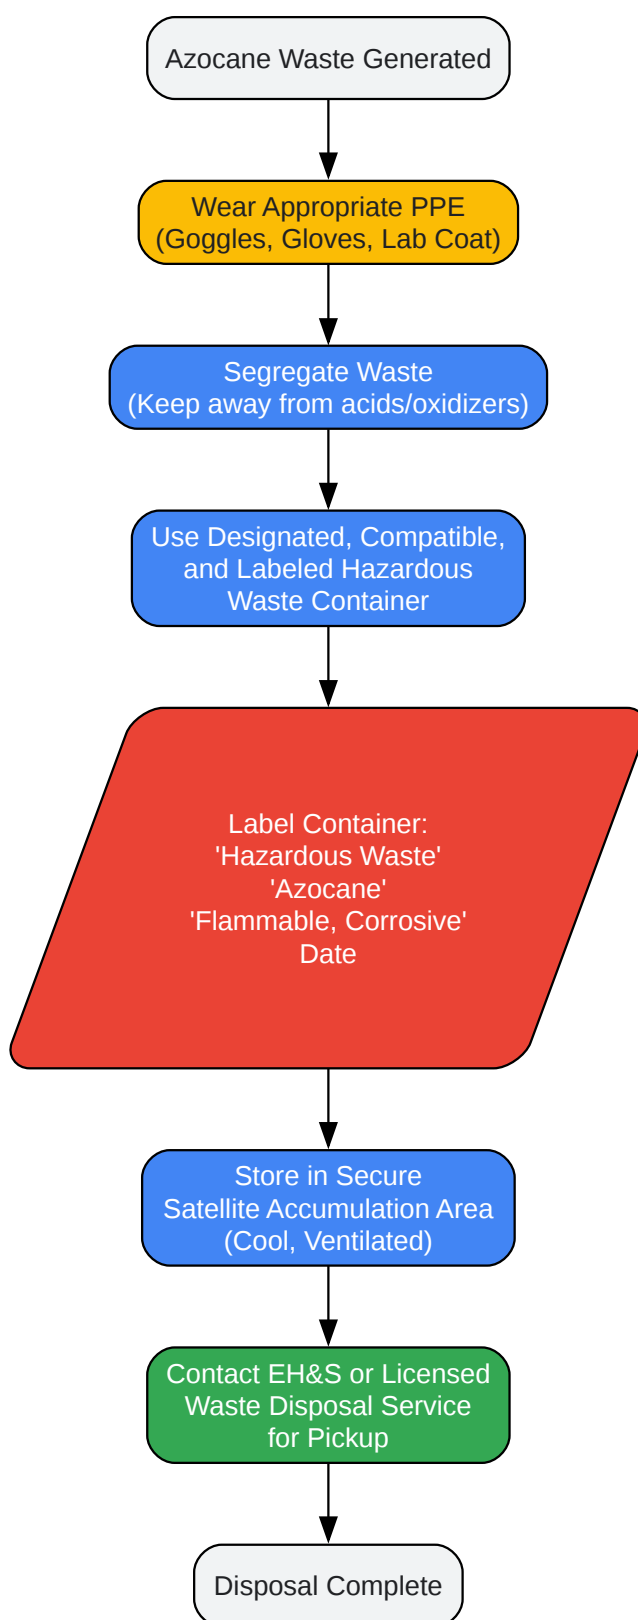 Azocane Waste Generated
Wear Appropriate PPE
(Goggles, Gloves, Lab Coat)
Segregate Waste
(Keep away from acids/oxidizers)
Use Designated, Compatible,
and Labeled Hazardous
Waste Container
Label Container:
'Hazardous Waste'
'Azocane'
'Flammable, Corrosive'
Date
Store in Secure
Satellite Accumulation Area
(Cool, Ventilated)
Contact EH&S or Licensed
Waste Disposal Service
for Pickup
Disposal Complete